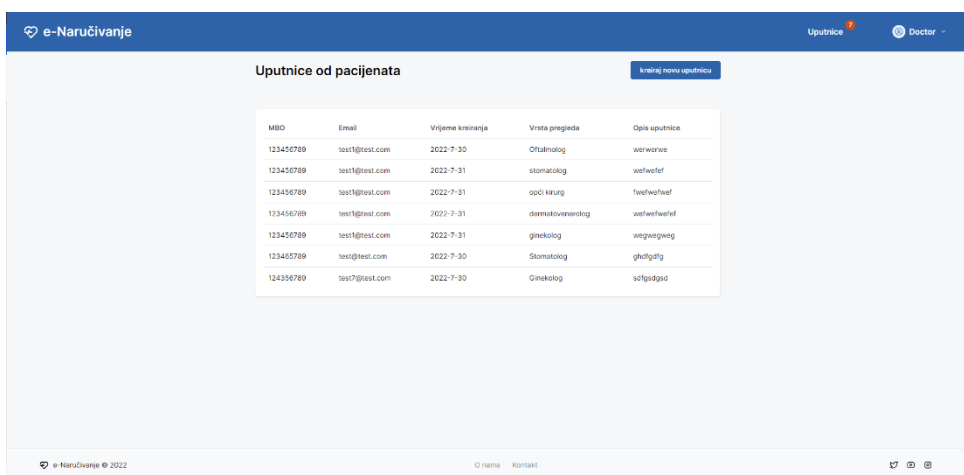 e-Naručivanje
Uputnice 7 Doctor
Uputnice od pacijenata
kreiraj novu uputnicu
MBO Email Vrijeme kreiranja Vrsta pregleda Opis uputnice
123456789 test1@test.com 2022-7-30 Oftalmolog werwerwe
123456789 test1@test.com 2022-7-31 stomatolog wefwefef
123456789 test1@test.com 2022-7-31 opći kirurg fwefwefwef
123456789 test1@test.com 2022-7-31 dermatovenerolog wefwefwefef
123456789 test1@test.com 2022-7-31 ginekolog wegwegweg
123465789 test@test.com 2022-7-30 Stomatolog ghdfgdfg
124356789 test7@test.com 2022-7-30 Ginekolog sdfgsdgsd
e-Naručivanje © 2022
O nama Kontakt